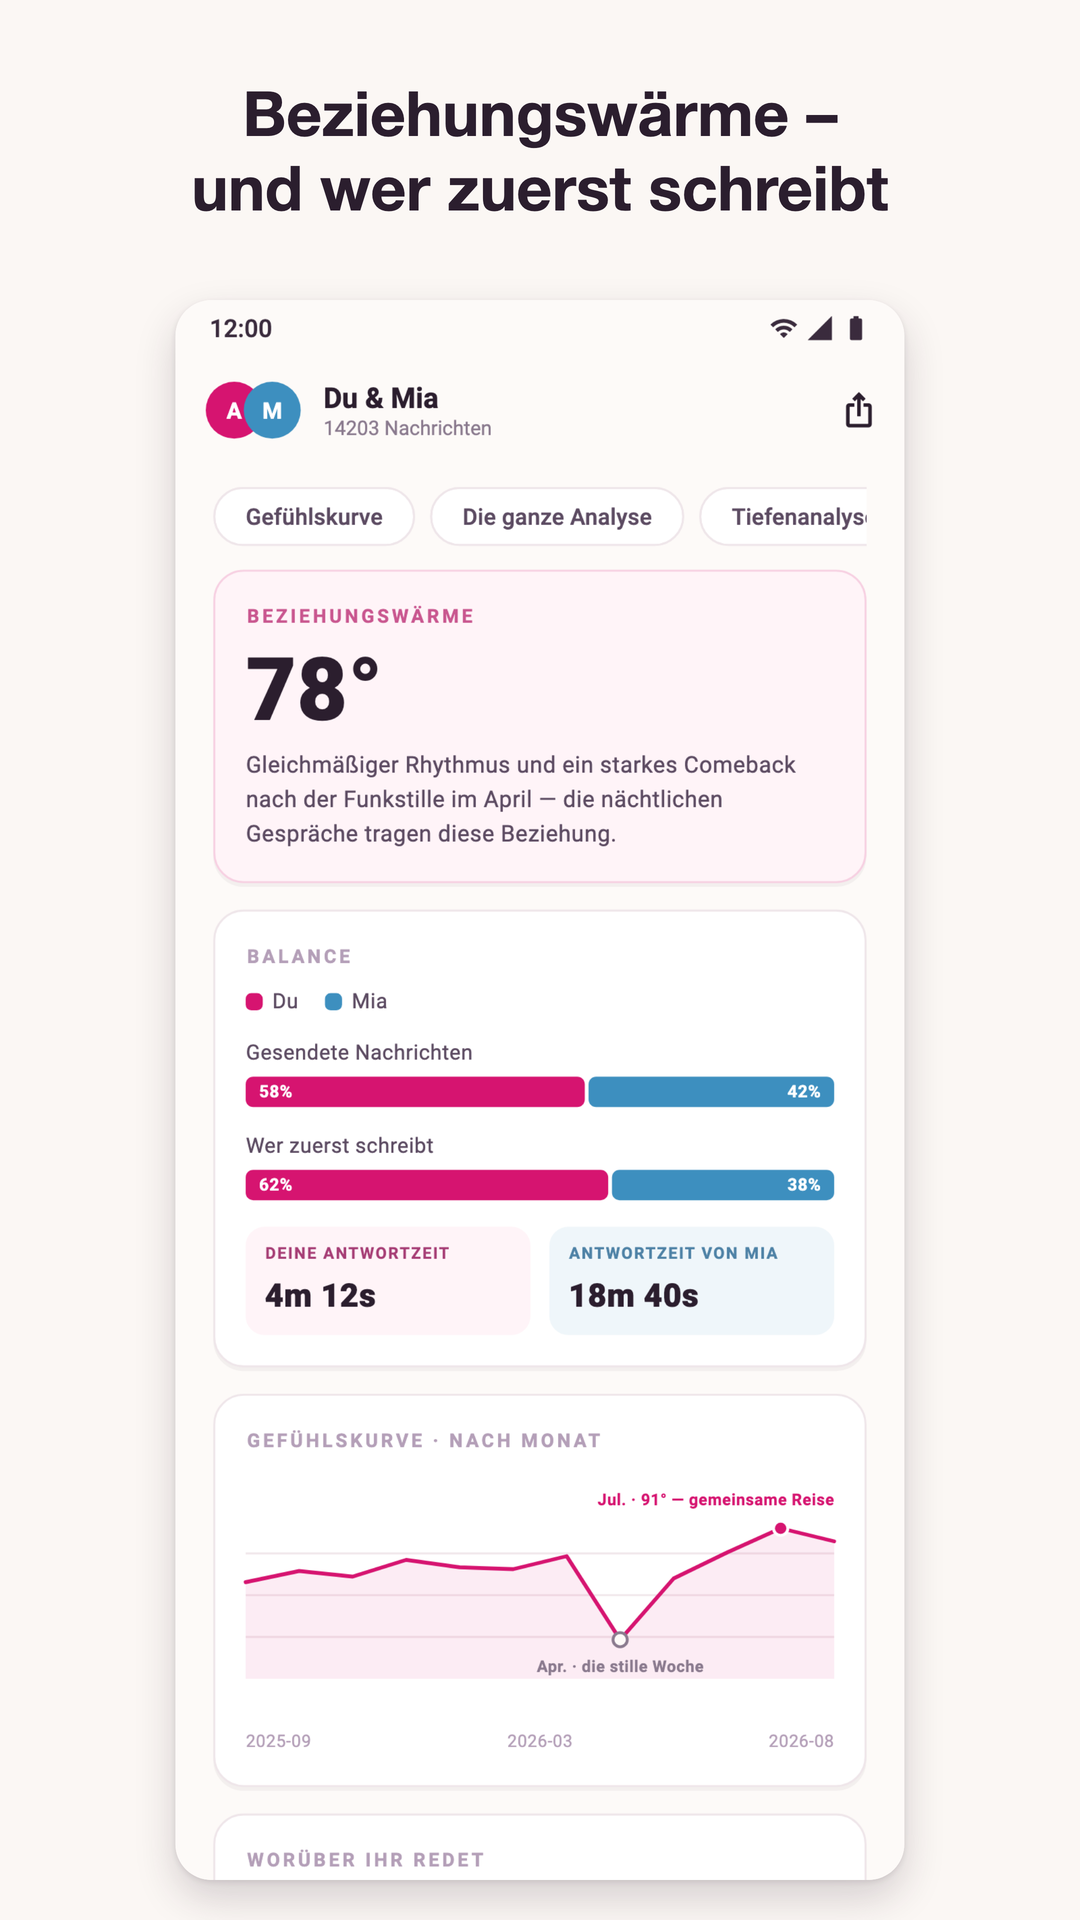 Beziehungswärme –
und wer zuerst schreibt
12:00
A M
Du & Mia
14203 Nachrichten
Gefühlskurve
Die ganze Analyse
Tiefenanalyse
BEZIEHUNGSWÄRME
78°
Gleichmäßiger Rhythmus und ein starkes Comeback
nach der Funkstille im April — die nächtlichen
Gespräche tragen diese Beziehung.
BALANCE
Du Mia
Gesendete Nachrichten
58% 42%
Wer zuerst schreibt
62% 38%
DEINE ANTWORTZEIT
4m 12s
ANTWORTZEIT VON MIA
18m 40s
GEFÜHLSKURVE · NACH MONAT
Jul. · 91° — gemeinsame Reise
Apr. · die stille Woche
2025-09 2026-03 2026-08
WORÜBER IHR REDET